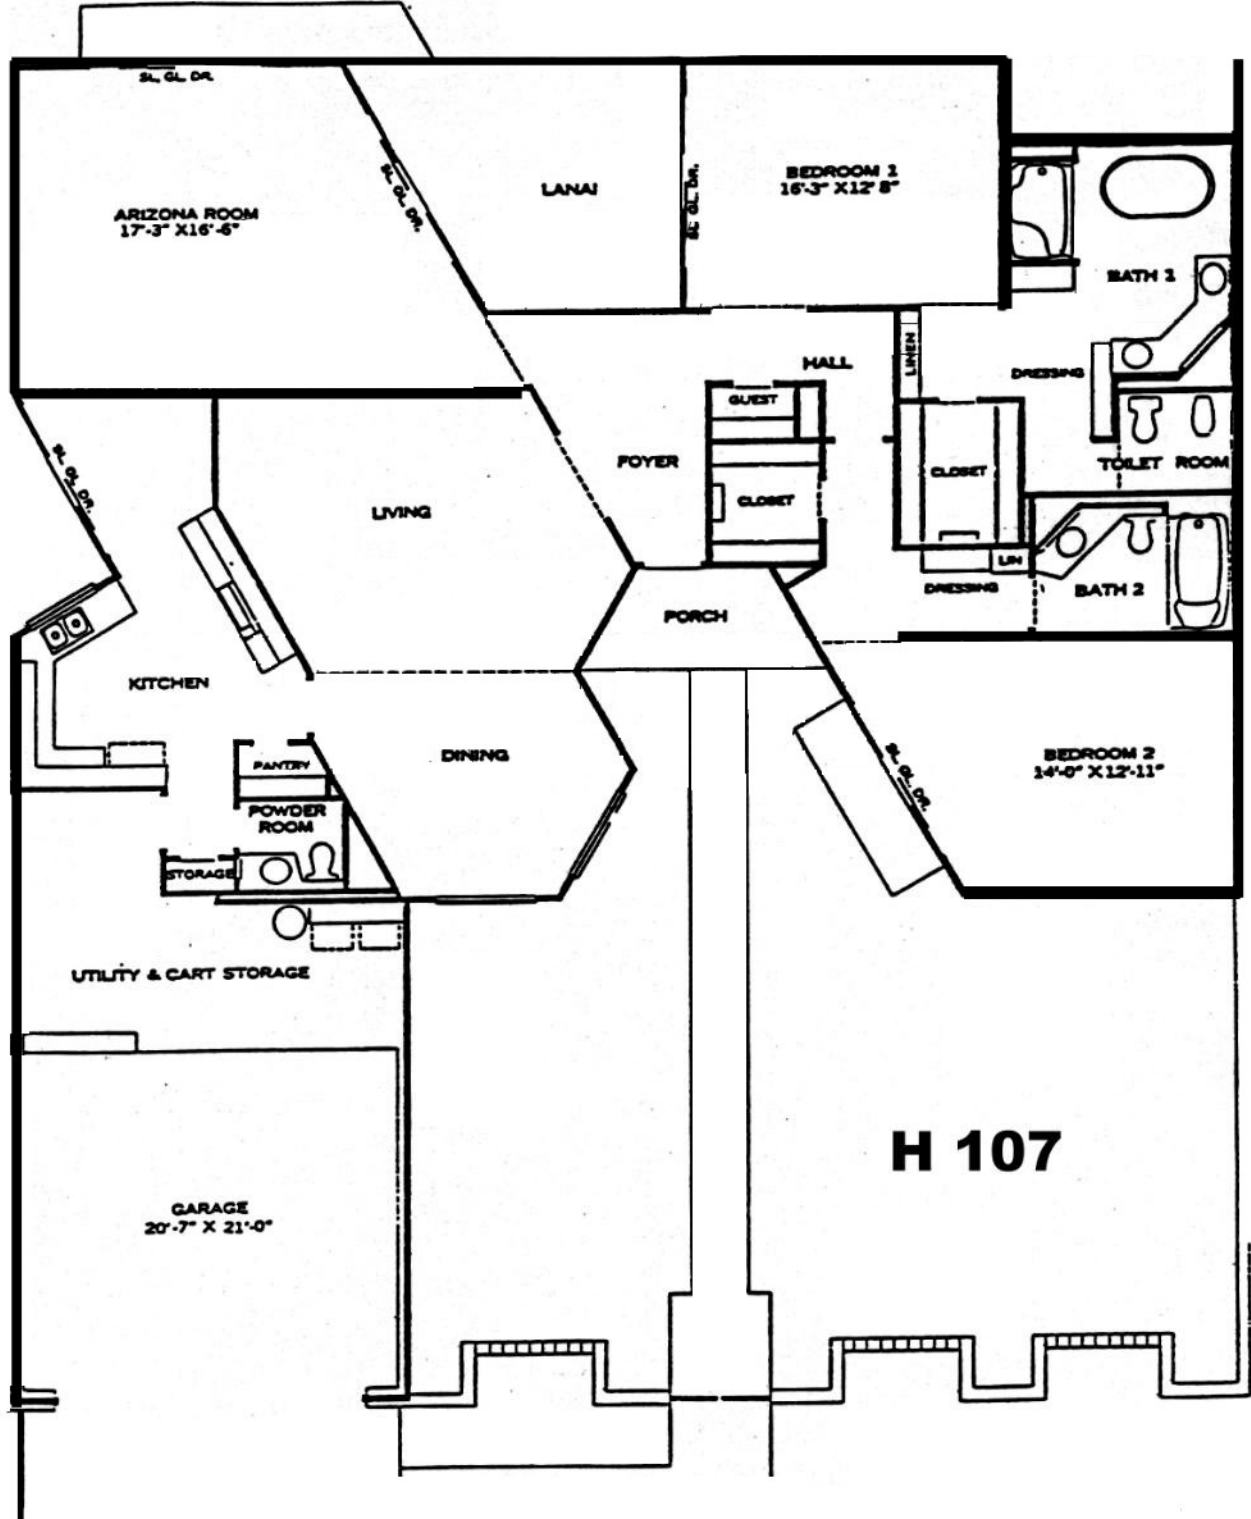 SL. GL. DR.
ARIZONA ROOM
17'-3" X16'-6"
SL. GL. DR.
LANAI
SL. GL. DR.
BEDROOM 1
16'-3" X12' 8"
BATH 1
HALL
LINEN
DRESSING
GUEST
FOYER
CLOSET
CLOSET
TOILET ROOM
SL. GL. DR.
LIVING
LIN
DRESSING
BATH 2
PORCH
KITCHEN
DINING
PANTRY
POWDER
ROOM
STORAGE
SL. GL. DR.
BEDROOM 2
14'-0" X12'-11"
UTILITY & CART STORAGE
H 107
GARAGE
20'-7" X 21'-0"